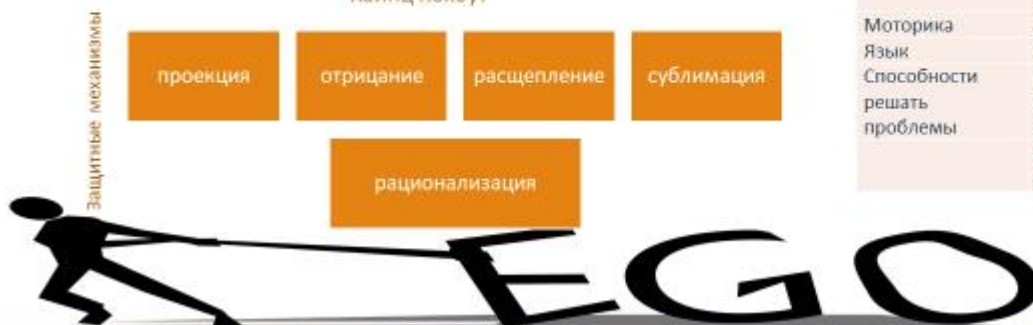 Защитные механизмы
проекция
отрицание
расщепление
сублимация
рационализация
Моторика
Язык
Способности
решать
проблемы
EGO